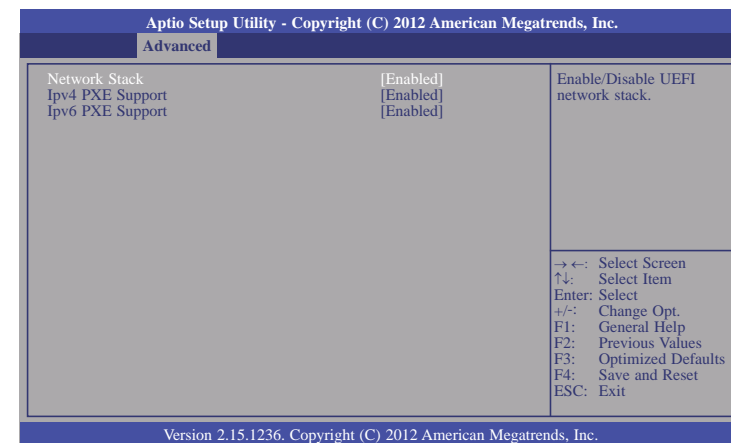 Aptio Setup Utility - Copyright (C) 2012 American Megatrends, Inc.
Advanced
Network Stack [Enabled]
Ipv4 PXE Support [Enabled]
Ipv6 PXE Support [Enabled]
Enable/Disable UEFI
network stack.
→←: Select Screen
↑↓: Select Item
Enter: Select
+/-: Change Opt.
F1: General Help
F2: Previous Values
F3: Optimized Defaults
F4: Save and Reset
ESC: Exit
Version 2.15.1236. Copyright (C) 2012 American Megatrends, Inc.